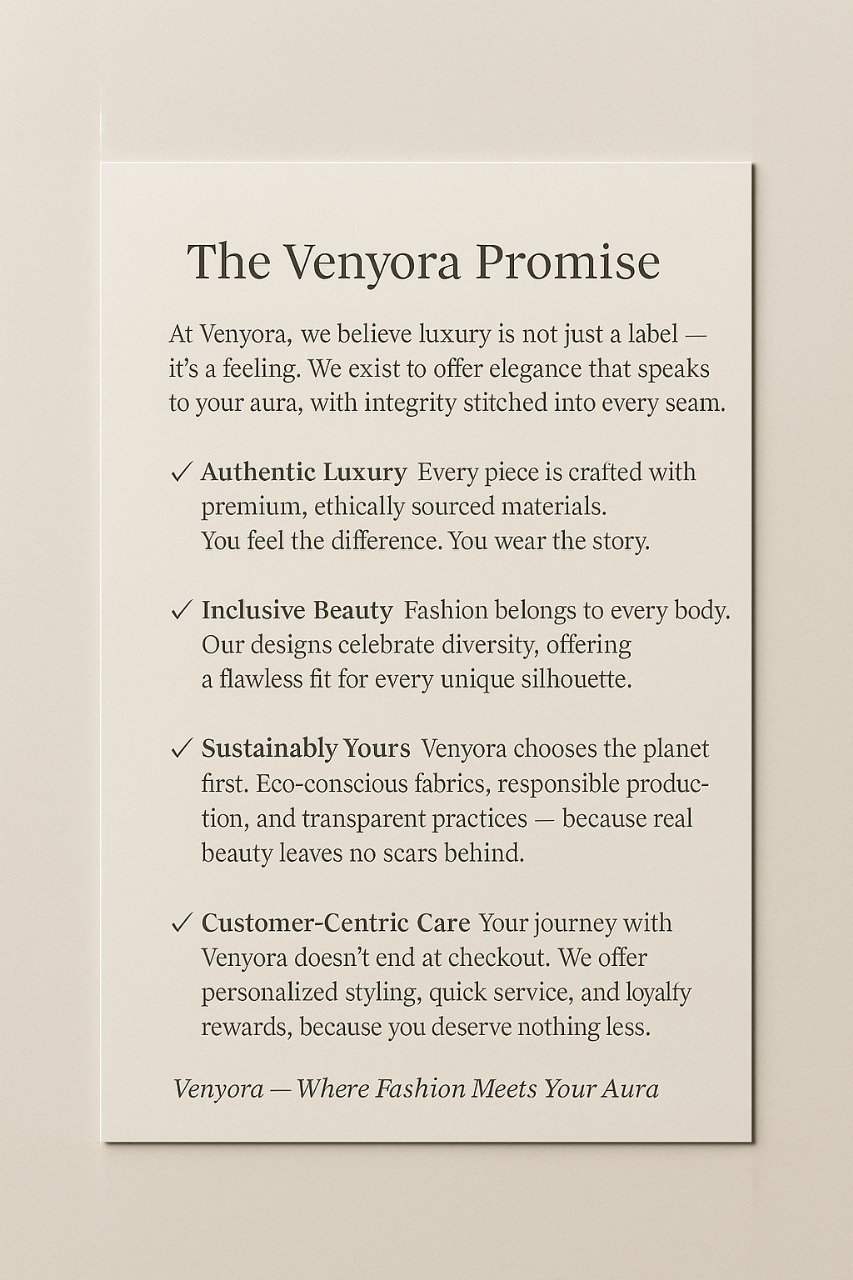 The Venyora Promise
At Venyora, we believe luxury is not just a label —
it’s a feeling. We exist to offer elegance that speaks
to your aura, with integrity stitched into every seam.
✓ Authentic Luxury Every piece is crafted with
premium, ethically sourced materials.
You feel the difference. You wear the story.
✓ Inclusive Beauty Fashion belongs to every body.
Our designs celebrate diversity, offering
a flawless fit for every unique silhouette.
✓ Sustainably Yours Venyora chooses the planet
first. Eco-conscious fabrics, responsible produc-
tion, and transparent practices — because real
beauty leaves no scars behind.
✓ Customer-Centric Care Your journey with
Venyora doesn’t end at checkout. We offer
personalized styling, quick service, and loyalty
rewards, because you deserve nothing less.
Venyora — Where Fashion Meets Your Aura